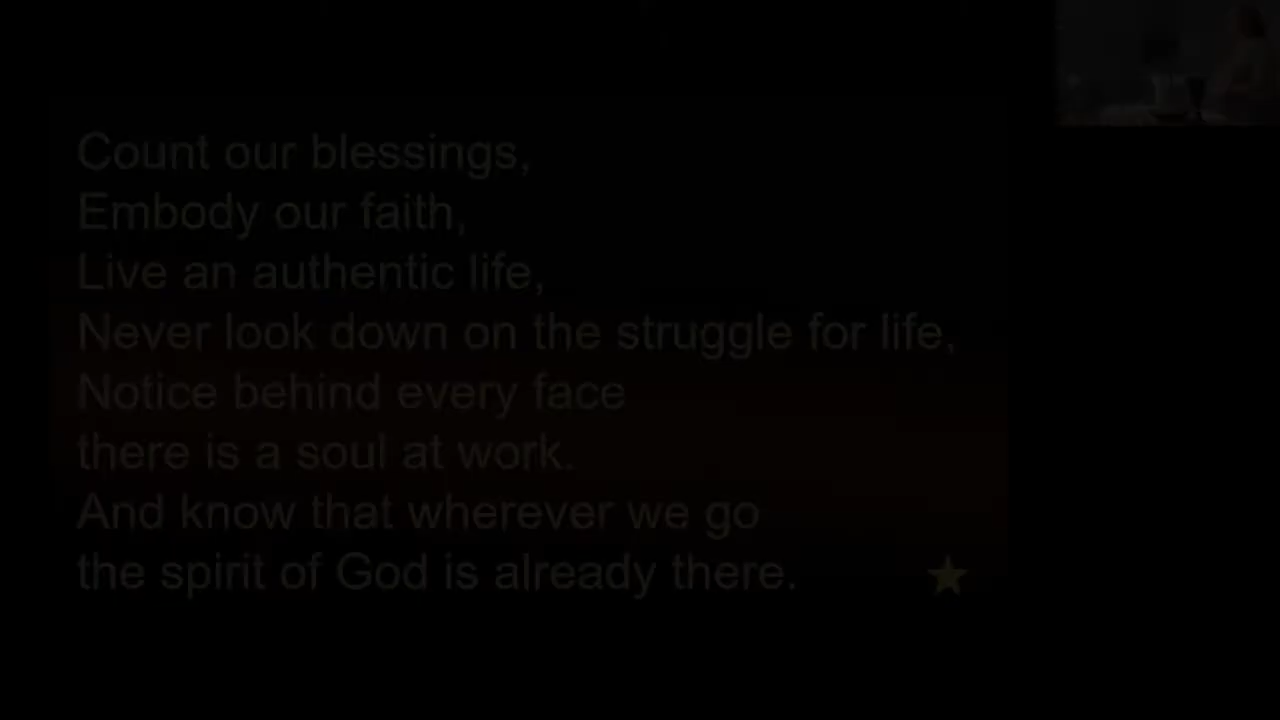 Count our blessings,
Embody our faith,
Live an authentic life,
Never look down on the struggle for life,
Notice behind every face
there is a soul at work.
And know that wherever we go
the spirit of God is already there.